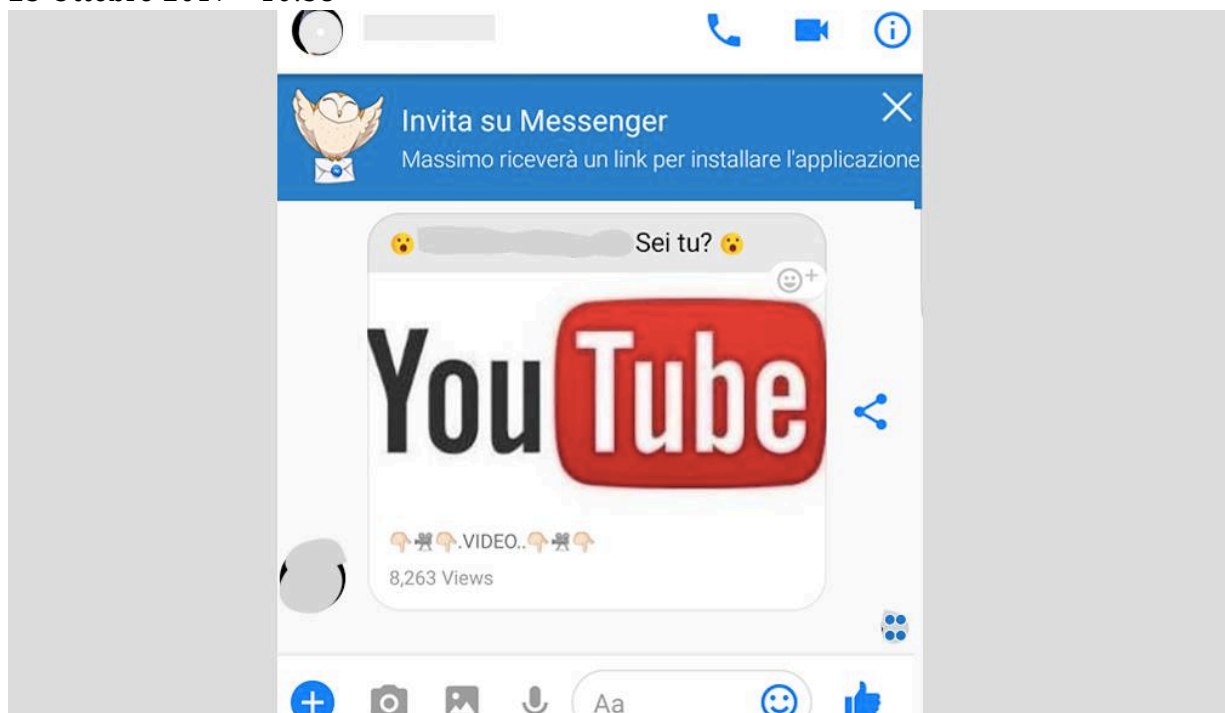 Invita su Messenger
Massimo riceverà un link per installare l'applicazione
😮 Sei tu? 😮
YouTube
👇🏻🎥👇🏻.VIDEO..👇🏻🎥👇🏻
8,263 Views
Aa